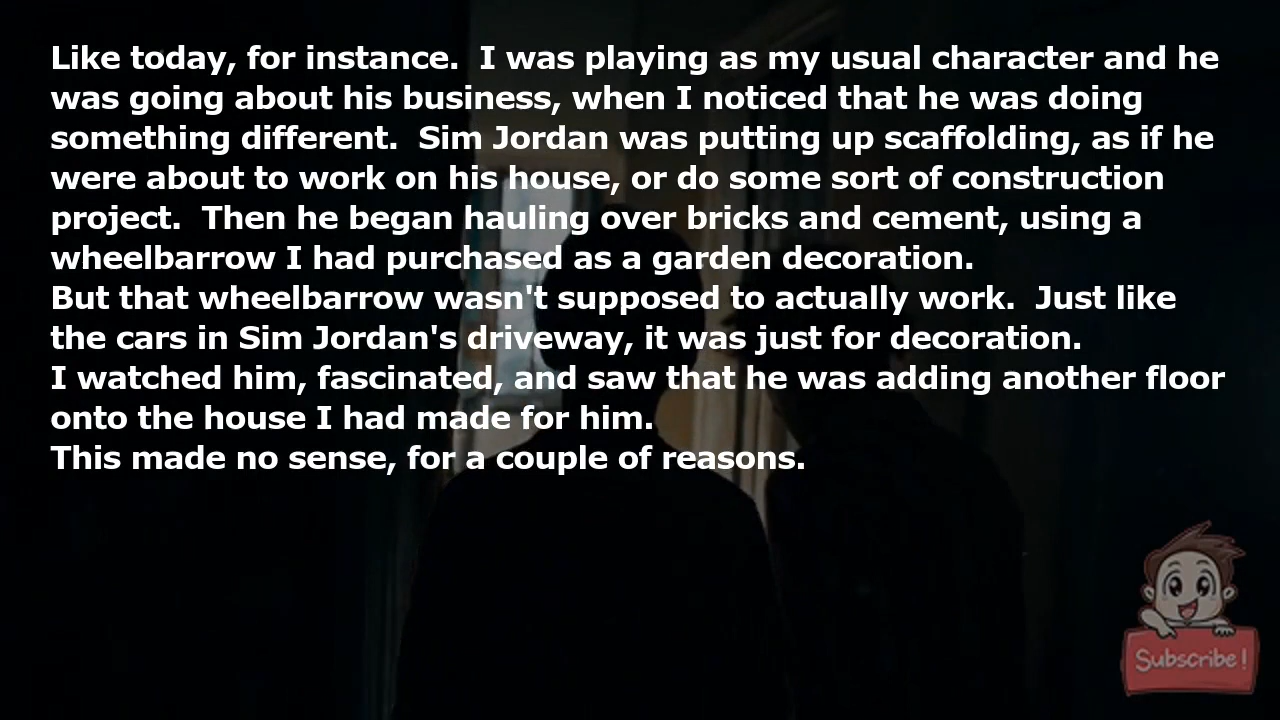 Like today, for instance.  I was playing as my usual character and he
was going about his business, when I noticed that he was doing
something different.  Sim Jordan was putting up scaffolding, as if he
were about to work on his house, or do some sort of construction
project.  Then he began hauling over bricks and cement, using a
wheelbarrow I had purchased as a garden decoration.
But that wheelbarrow wasn't supposed to actually work.  Just like
the cars in Sim Jordan's driveway, it was just for decoration.
I watched him, fascinated, and saw that he was adding another floor
onto the house I had made for him.
This made no sense, for a couple of reasons.
Subscribe!